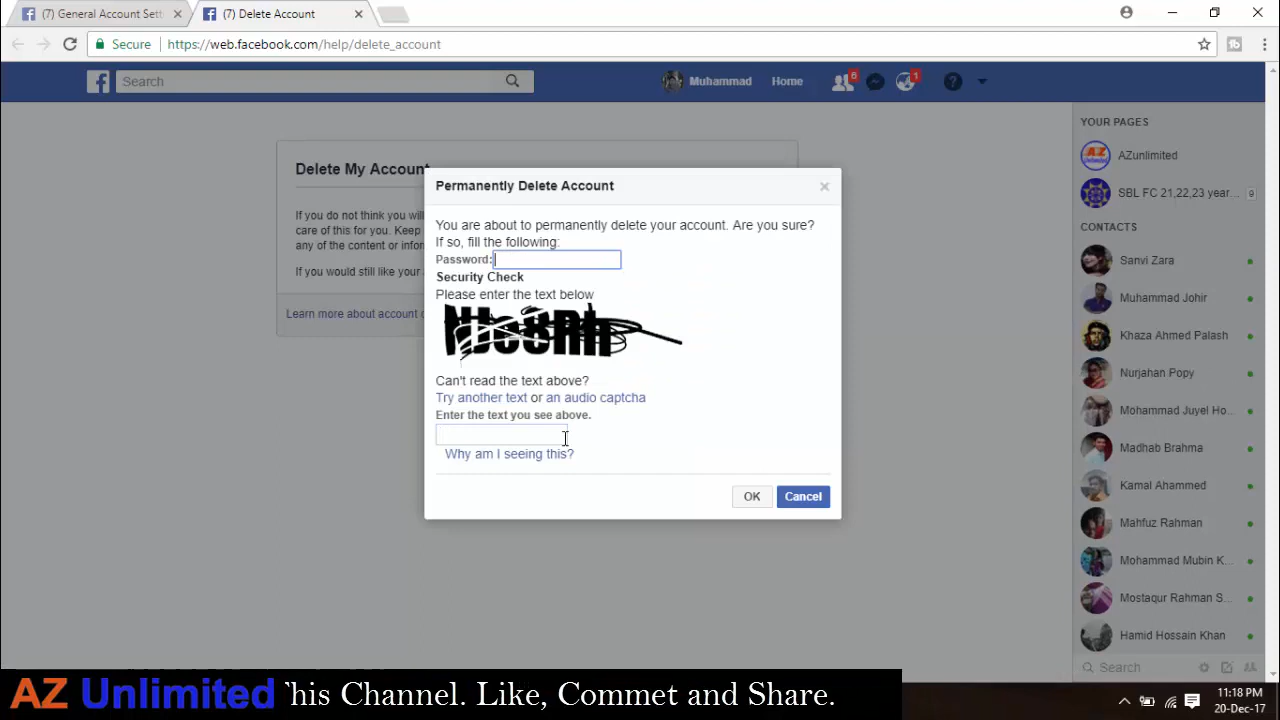 (7) General Account Sett
(7) Delete Account
Secure
https://web.facebook.com/help/delete_account
Search
Muhammad
Home
6
1
Delete My Account
If you do not think you will
care of this for you. Keep
any of the content or infor
If you would still like your
Learn more about account
Permanently Delete Account
You are about to permanently delete your account. Are you sure?
If so, fill the following:
Password:
Security Check
Please enter the text below
Can't read the text above?
Try another text or an audio captcha
Enter the text you see above.
Why am I seeing this?
OK
Cancel
YOUR PAGES
AZ
Unlimited
AZunlimited
SBL FC 21,22,23 year...
9
CONTACTS
Sanvi Zara
Muhammad Johir
Khaza Ahmed Palash
Nurjahan Popy
Mohammad Juyel Ho...
Madhab Brahma
Kamal Ahammed
Mahfuz Rahman
Mohammad Mubin K...
Mostaqur Rahman S...
Hamid Hossain Khan
Search
AZ Unlimited
his Channel. Like, Commet and Share.
11:18 PM
20-Dec-17